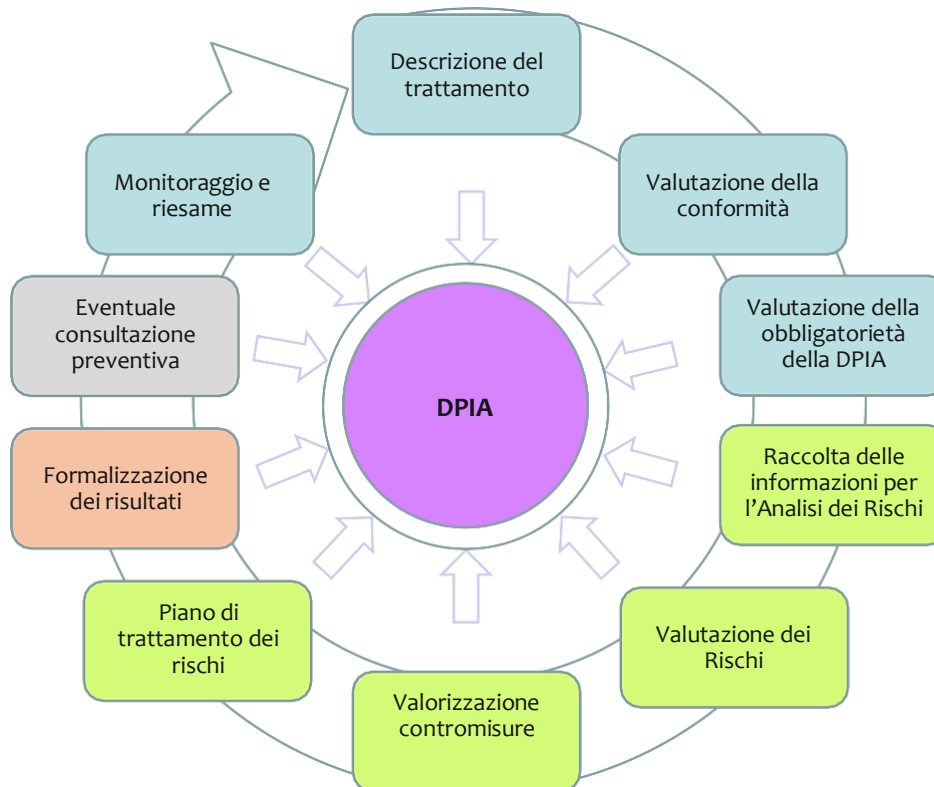 Descrizione del
trattamento
Valutazione della
conformità
Valutazione della
obbligatorietà
della DPIA
Raccolta delle
informazioni per
l'Analisi dei Rischi
Valutazione dei
Rischi
Valorizzazione
contromisure
Piano di
trattamento dei
rischi
Formalizzazione
dei risultati
Eventuale
consultazione
preventiva
Monitoraggio e
riesame
DPIA